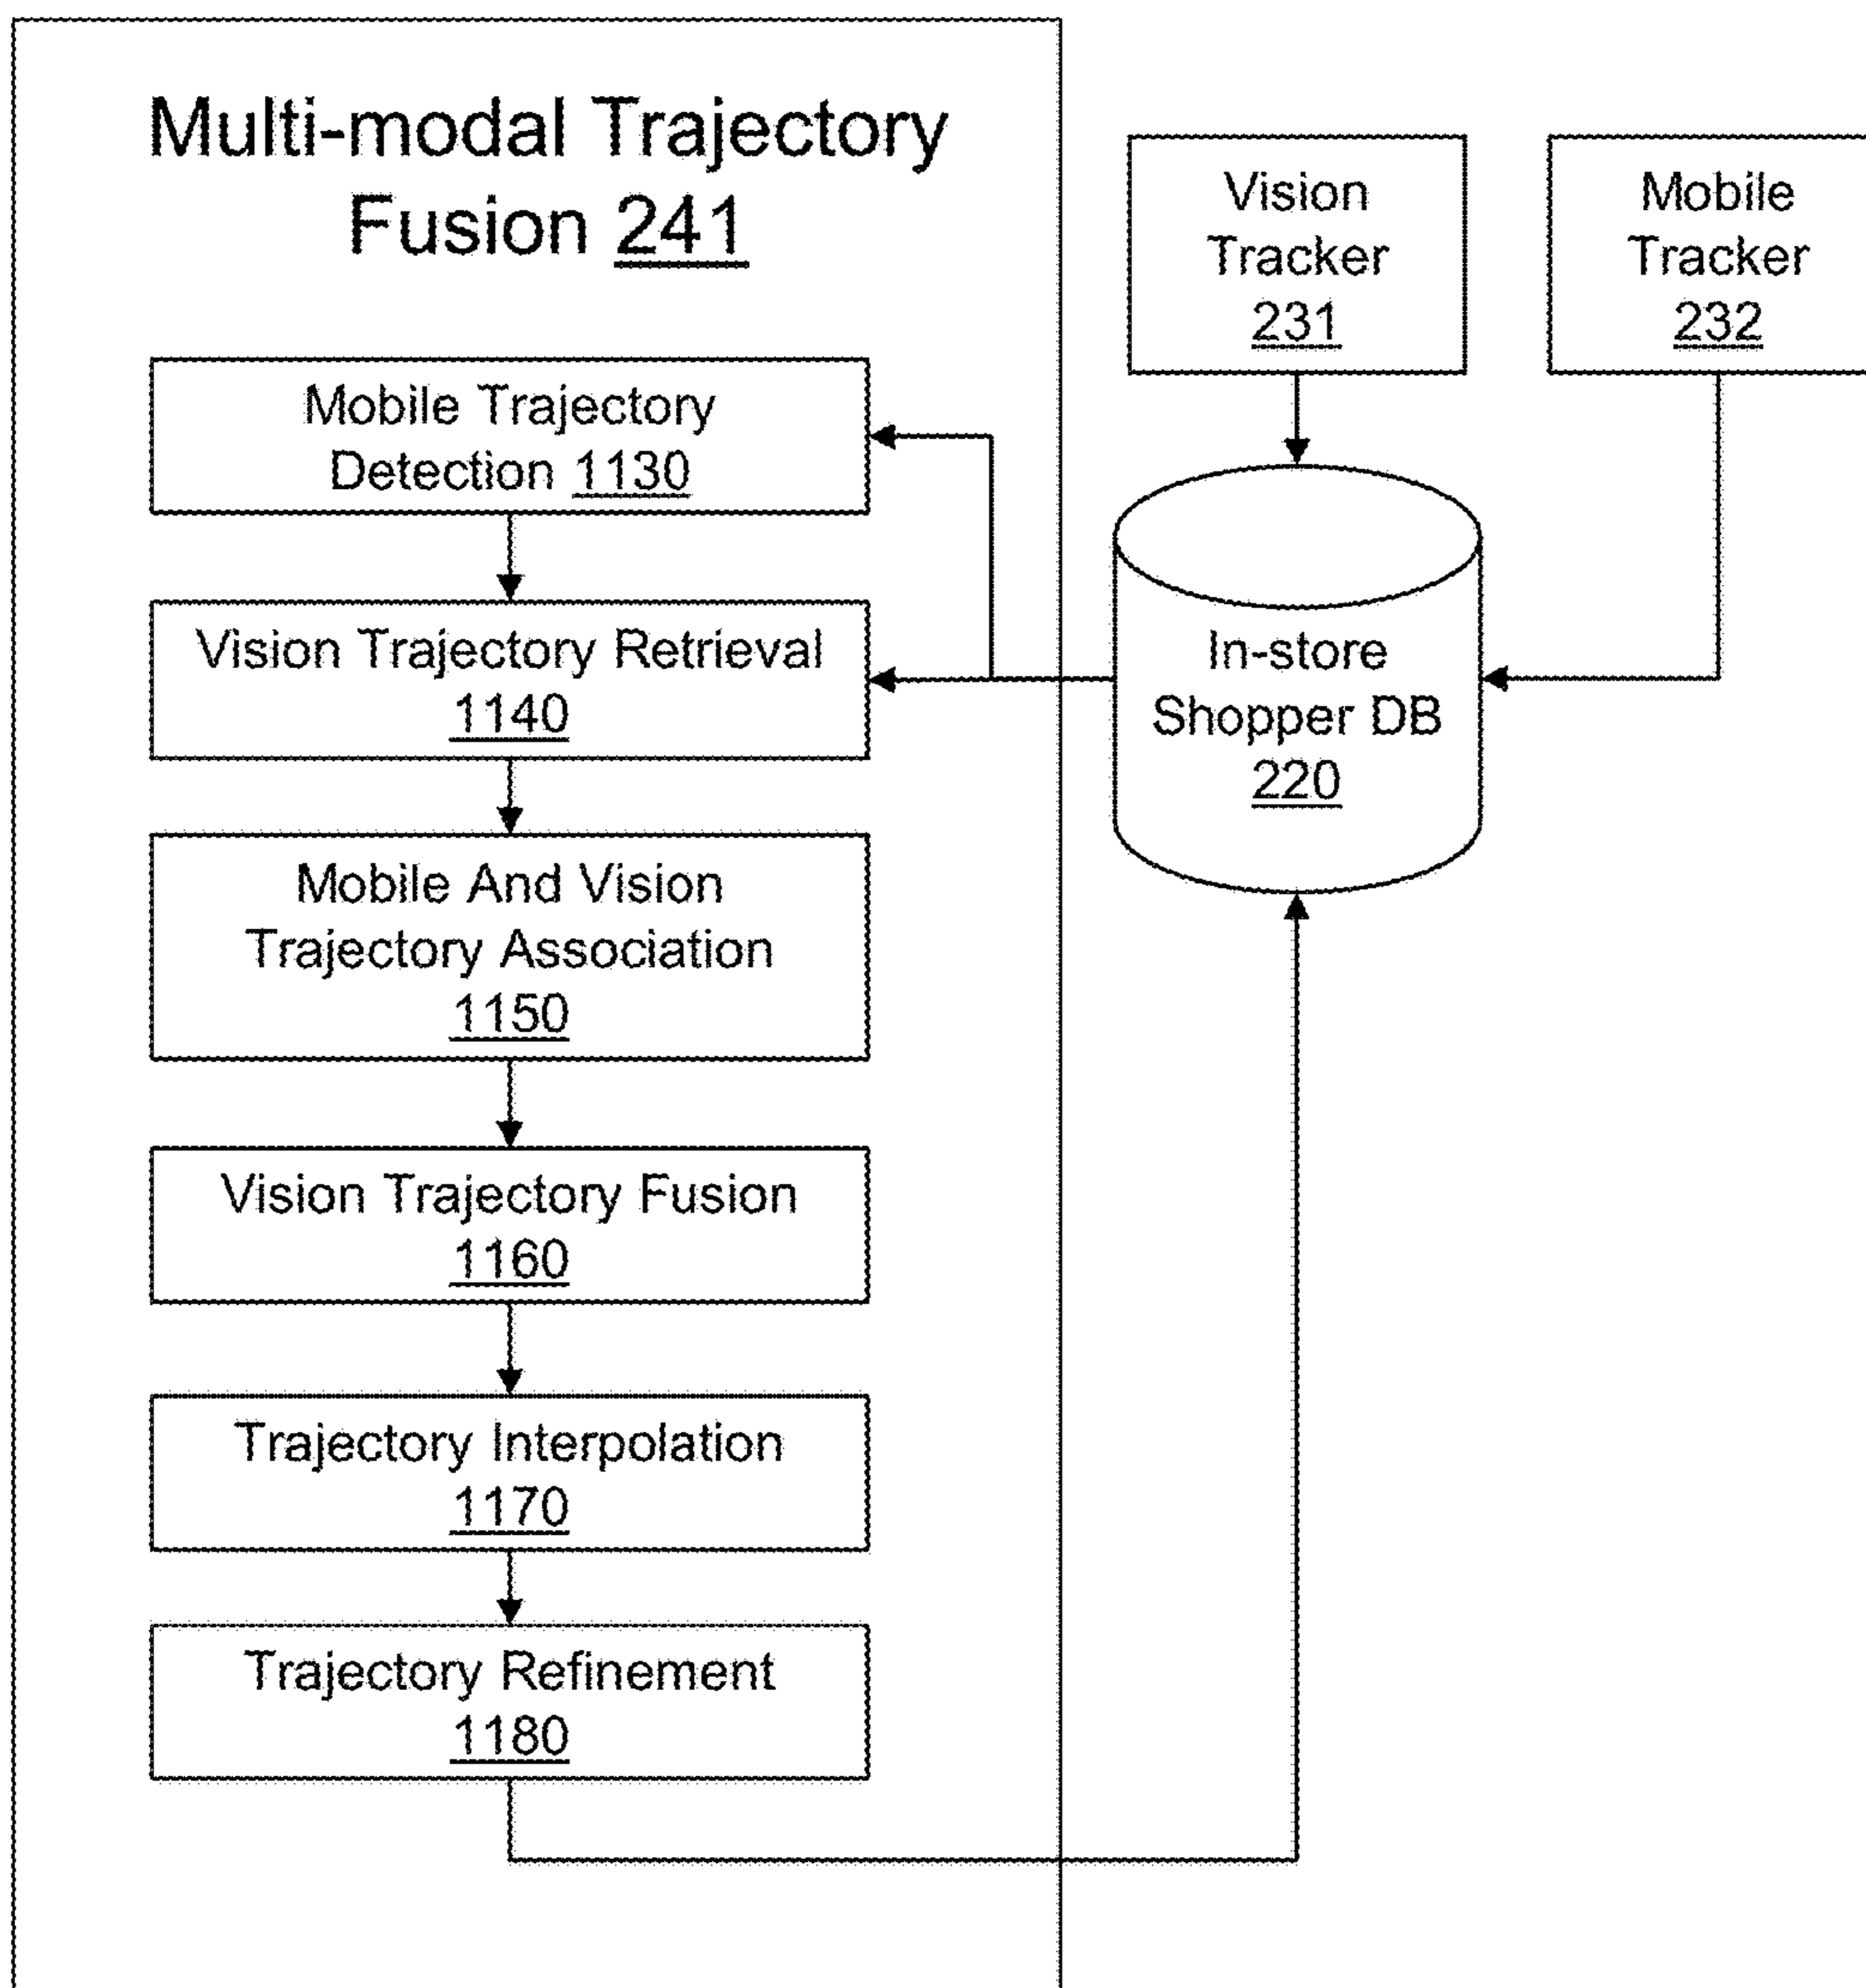 Multi-modal Trajectory
Fusion 241
Vision
Tracker
231
Mobile
Tracker
232
Mobile Trajectory
Detection 1130
Vision Trajectory Retrieval
1140
In-store
Shopper DB
220
Mobile And Vision
Trajectory Association
1150
Vision Trajectory Fusion
1160
Trajectory Interpolation
1170
Trajectory Refinement
1180